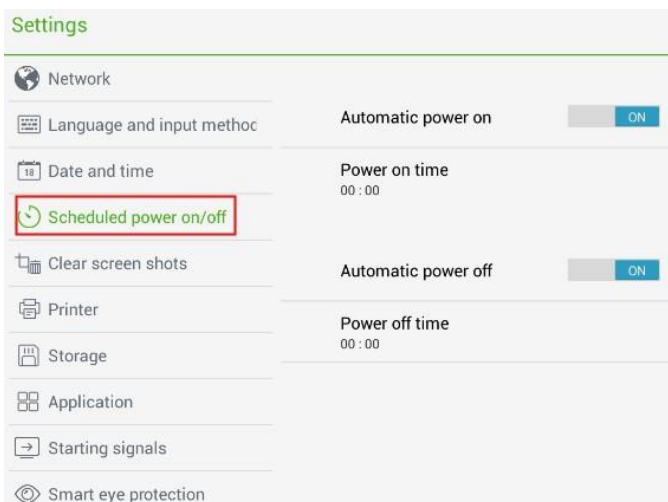 Settings
Network
Language and input methoc
Date and time
18
Scheduled power on/off
Clear screen shots
Printer
Storage
Application
Starting signals
Smart eye protection
Automatic power on
ON
Power on time
00 : 00
Automatic power off
ON
Power off time
00 : 00